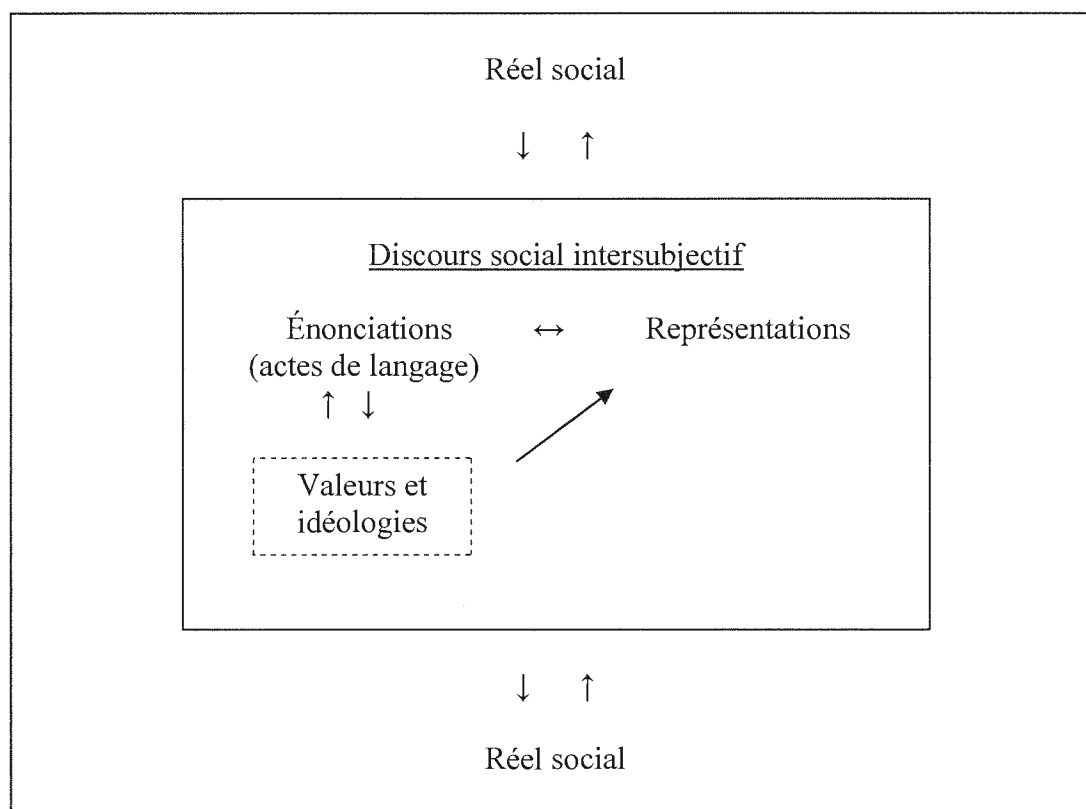 Réel social
↓ ↑
Discours social intersubjectif
Énonciations ↔ Représentations
(actes de langage)
↑ ↓
Valeurs et
idéologies
↓ ↑
Réel social